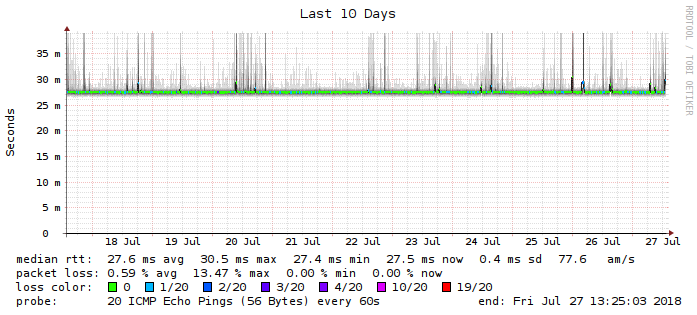 Last 10 Days
RRDTOOL / TOBI OETIKER
Seconds
35 m
30 m
25 m
20 m
15 m
10 m
5 m
0
18 Jul 19 Jul 20 Jul 21 Jul 22 Jul 23 Jul 24 Jul 25 Jul 26 Jul 27 Jul
median rtt: 27.6 ms avg 30.5 ms max 27.4 ms min 27.5 ms now 0.4 ms sd 77.6 am/s
packet loss: 0.59 % avg 13.47 % max 0.00 % min 0.00 % now
loss color: 0 1/20 2/20 3/20 4/20 10/20 19/20
probe: 20 ICMP Echo Pings (56 Bytes) every 60s end: Fri Jul 27 13:25:03 2018